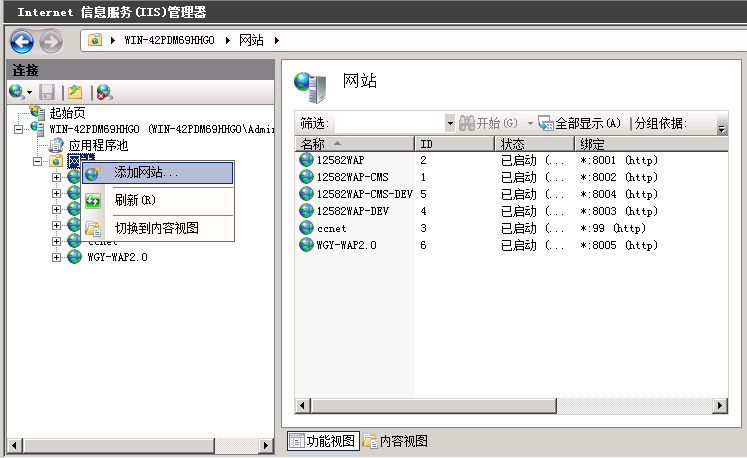 Internet 信息服务(IIS)管理器
WIN-42PDM69HHGO 网站
连接
起始页
WIN-42PDM69HHGO (WIN-42PDM69HHGO\Admin
应用程序池
添加网站...
刷新(R)
切换到内容视图
ccnet
WGY-WAP2.0
网站
筛选: 开始(G) 全部显示(A) 分组依据:
名称 ID 状态 绑定
12582WAP 2 已启动 (... *:8001 (http)
12582WAP-CMS 1 已启动 (... *:8002 (http)
12582WAP-CMS-DEV 5 已启动 (... *:8004 (http)
12582WAP-DEV 4 已启动 (... *:8003 (http)
ccnet 3 已启动 (... *:99 (http)
WGY-WAP2.0 6 已启动 (... *:8005 (http)
功能视图 内容视图